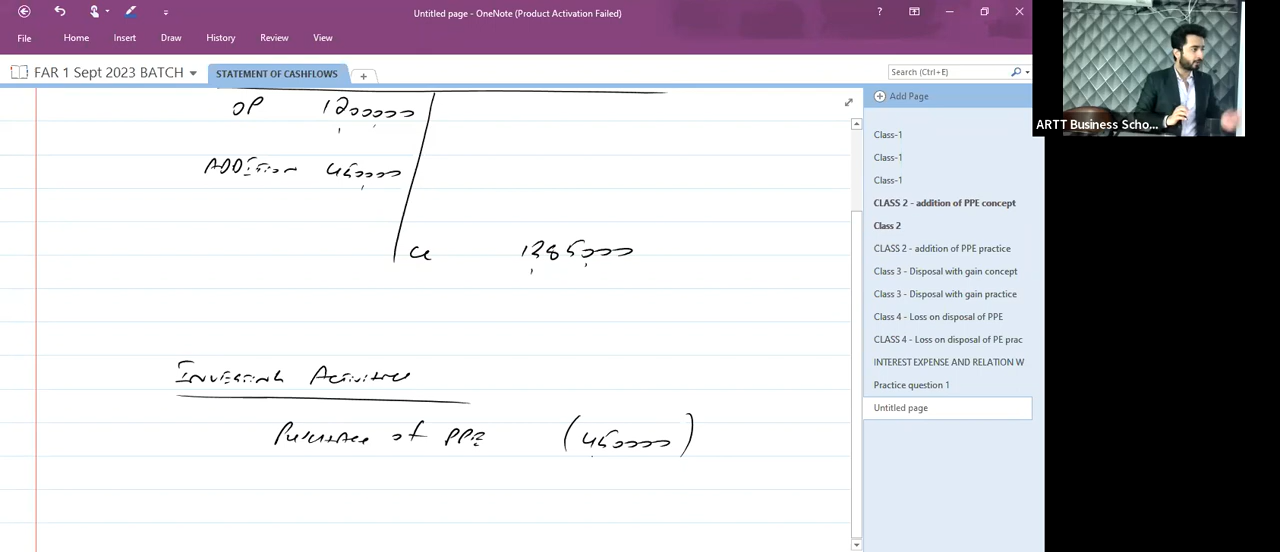 Untitled page - OneNote (Product Activation Failed)
?
File Home Insert Draw History Review View
FAR 1 Sept 2023 BATCH
STATEMENT OF CASHFLOWS
Search (Ctrl+E)
Add Page
ARTT Business Scho...
OP 1200000
ADDITION 450000
1385000
INVESTING ACTIVITIES
PURCHASE of PPE (450000)
Class-1
Class-1
Class-1
CLASS 2 - addition of PPE concept
Class 2
CLASS 2 - addition of PPE practice
Class 3 - Disposal with gain concept
Class 3 - Disposal with gain practice
Class 4 - Loss on disposal of PPE
CLASS 4 - Loss on disposal of PE prac
INTEREST EXPENSE AND RELATION W
Practice question 1
Untitled page